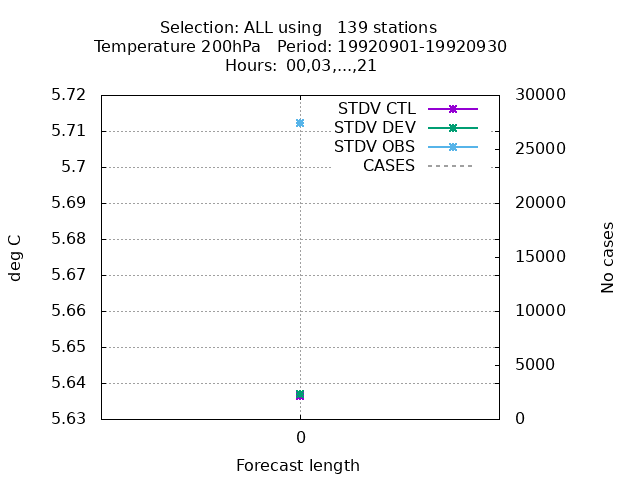 Selection: ALL using   139 stations
Temperature 200hPa   Period: 19920901-19920930
Hours: 00,03,...,21
5.72
5.71
5.7
5.69
5.68
5.67
5.66
5.65
5.64
5.63
deg C
STDV CTL
STDV DEV
STDV OBS
CASES
30000
25000
20000
15000
10000
5000
0
No cases
0
Forecast length